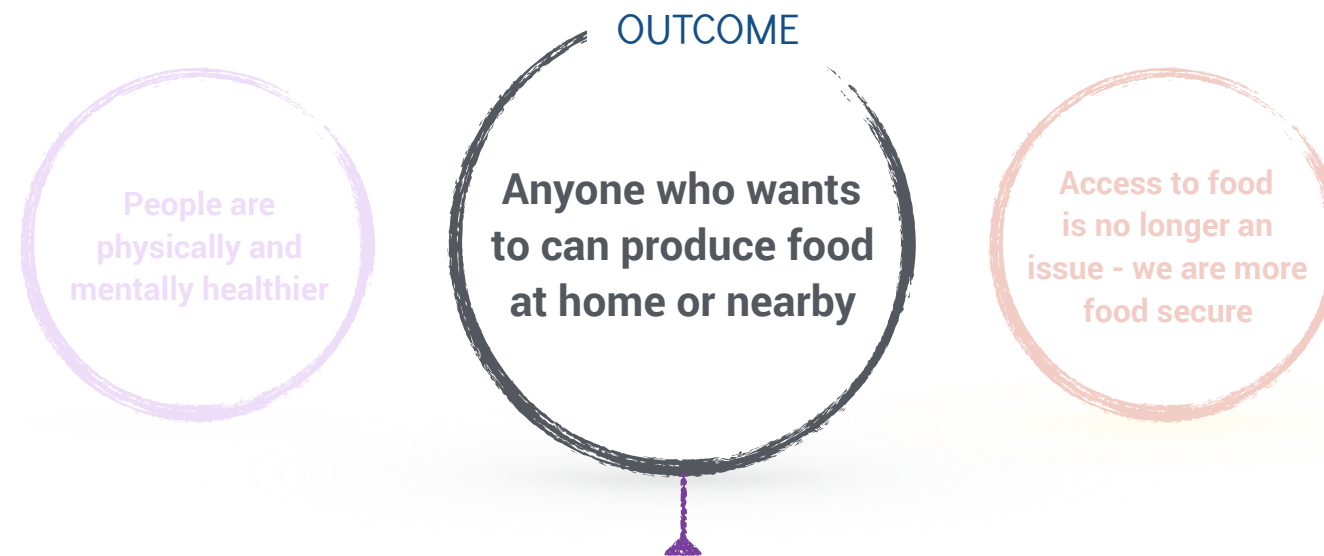 OUTCOME
People are
physically and
mentally healthier
Anyone who wants
to can produce food
at home or nearby
Access to food
is no longer an
issue - we are more
food secure